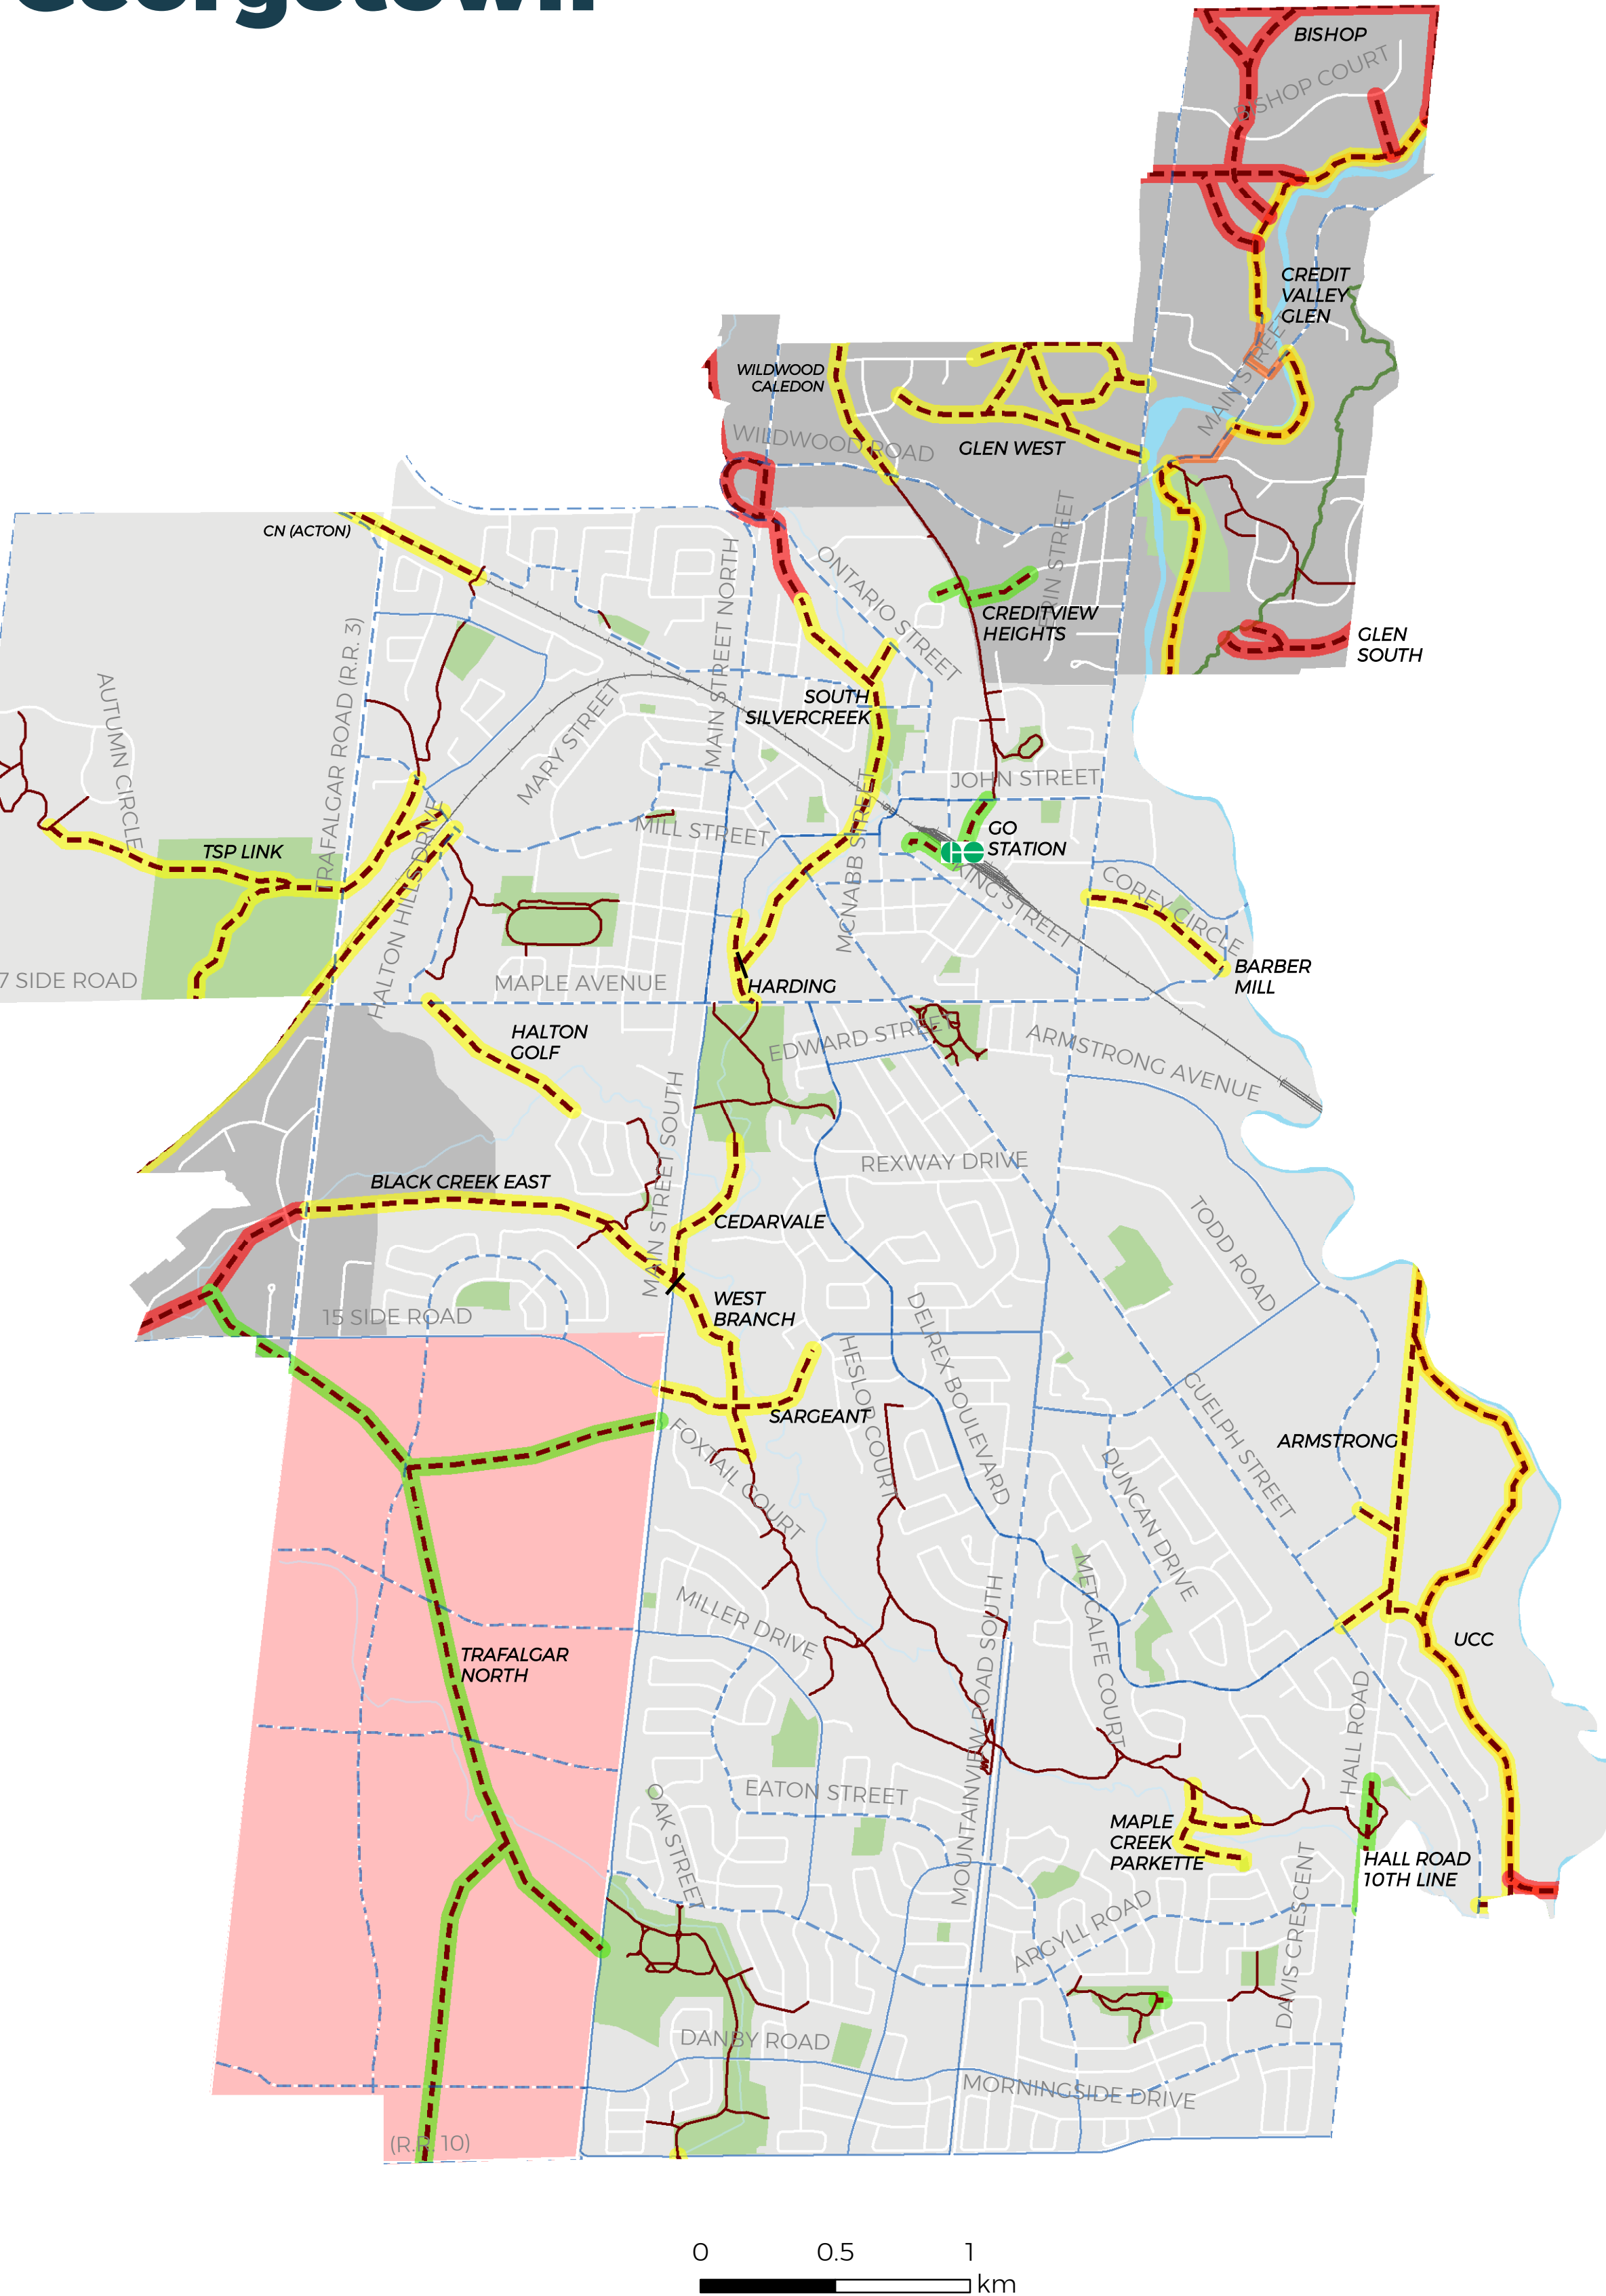 Georgetown
BISHOP
BISHOP COURT
CREDIT
VALLEY
GLEN
MAIN STREET
WILDWOOD
CALEDON
WILDWOOD ROAD
GLEN WEST
CN (ACTON)
ONTARIO STREET
ERIN STREET
CREDITVIEW
HEIGHTS
GLEN
SOUTH
MAIN STREET NORTH
TRAFALGAR ROAD (R.R. 3)
AUTUMN CIRCLE
MARY STREET
SOUTH
SILVERCREEK
JOHN STREET
GO
STATION
MILL STREET
MCNABB STREET
KING STREET
TSP LINK
HALTON HILLS DRIVE
COREY CIRCLE
BARBER
MILL
7 SIDE ROAD
MAPLE AVENUE
HARDING
HALTON
GOLF
EDWARD STREET
ARMSTRONG AVENUE
MAIN STREET SOUTH
REXWAY DRIVE
BLACK CREEK EAST
CEDARVALE
TODD ROAD
15 SIDE ROAD
WEST
BRANCH
DELREX BOULEVARD
HESLOP COURT
SARGEANT
GUELPH STREET
ARMSTRONG
FOXTAIL COURT
DUNCAN DRIVE
METCALFE COURT
MILLER DRIVE
UCC
TRAFALGAR
NORTH
MOUNTAINVIEW ROAD SOUTH
HALL ROAD
EATON STREET
OAK STREET
MAPLE
CREEK
PARKETTE
HALL ROAD
10TH LINE
ARGYLL ROAD
DAVIS CRESCENT
DANBY ROAD
MORNINGSIDE DRIVE
(R.R. 10)
0 0.5 1
km